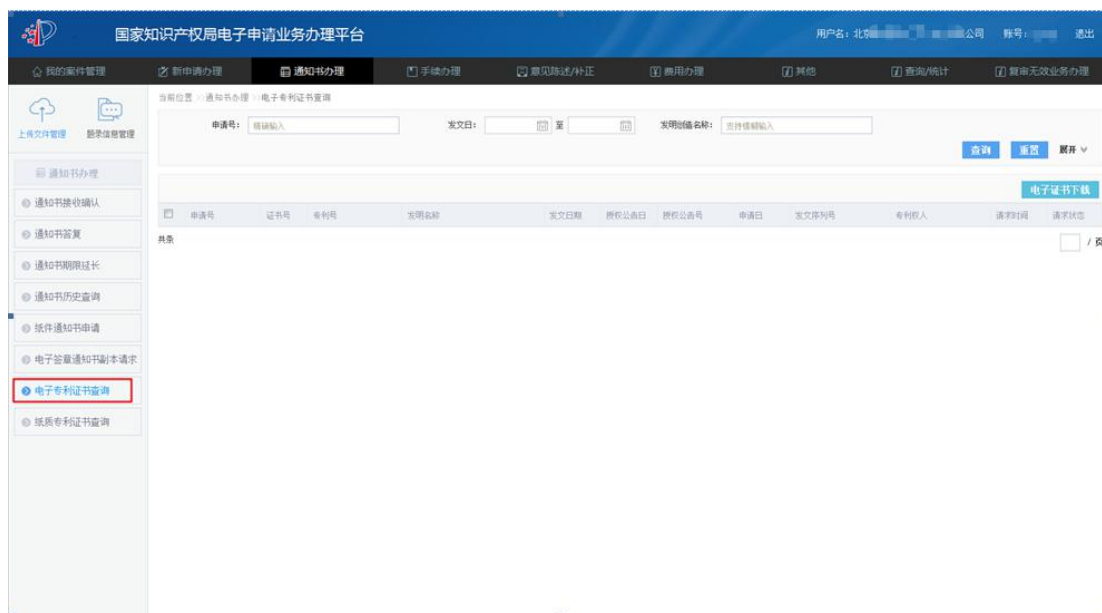 国家知识产权局电子申请业务办理平台
用户名：北京 公司 账号： 退出
我的案件管理 新申请办理 通知书办理 手续办理 意见陈述/补正 费用办理 其他 查询/统计 复审无效业务办理
上传文件管理 题录信息管理
当前位置 >>通知书办理 >>电子专利证书查询
申请号： 精确输入 发文日： 至 发明创造名称： 支持模糊输入
查询 重置 展开
通知书办理
通知书接收确认
通知书答复
通知书期限延长
通知书历史查询
纸件通知书申请
电子签章通知书副本请求
电子专利证书查询
纸质专利证书查询
电子证书下载
申请号 证书号 专利号 发明名称 发文日期 授权公告日 授权公告号 申请日 发文序列号 专利权人 请求时间 请求状态
共条
/ 页